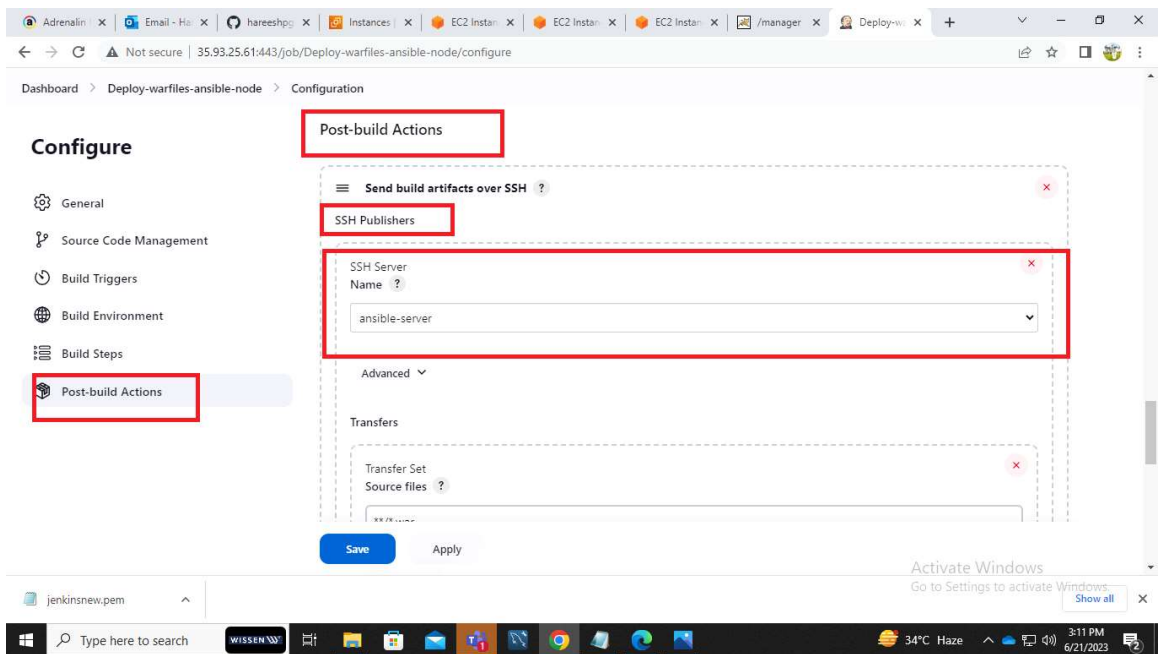 Adrenalin
Email - Ha
hareeshpg
Instances |
EC2 Instan
EC2 Instan
EC2 Instan
/manager
Deploy-w
Not secure | 35.93.25.61:443/job/Deploy-warfiles-ansible-node/configure
Dashboard > Deploy-warfiles-ansible-node > Configuration
Configure
General
Source Code Management
Build Triggers
Build Environment
Build Steps
Post-build Actions
Post-build Actions
Send build artifacts over SSH ?
SSH Publishers
SSH Server
Name ?
ansible-server
Advanced
Transfers
Transfer Set
Source files ?
Save Apply
Activate Windows
Go to Settings to activate Windows.
jenkinsnew.pem
Show all
Type here to search
WISSEN
34°C Haze
3:11 PM
6/21/2023
2